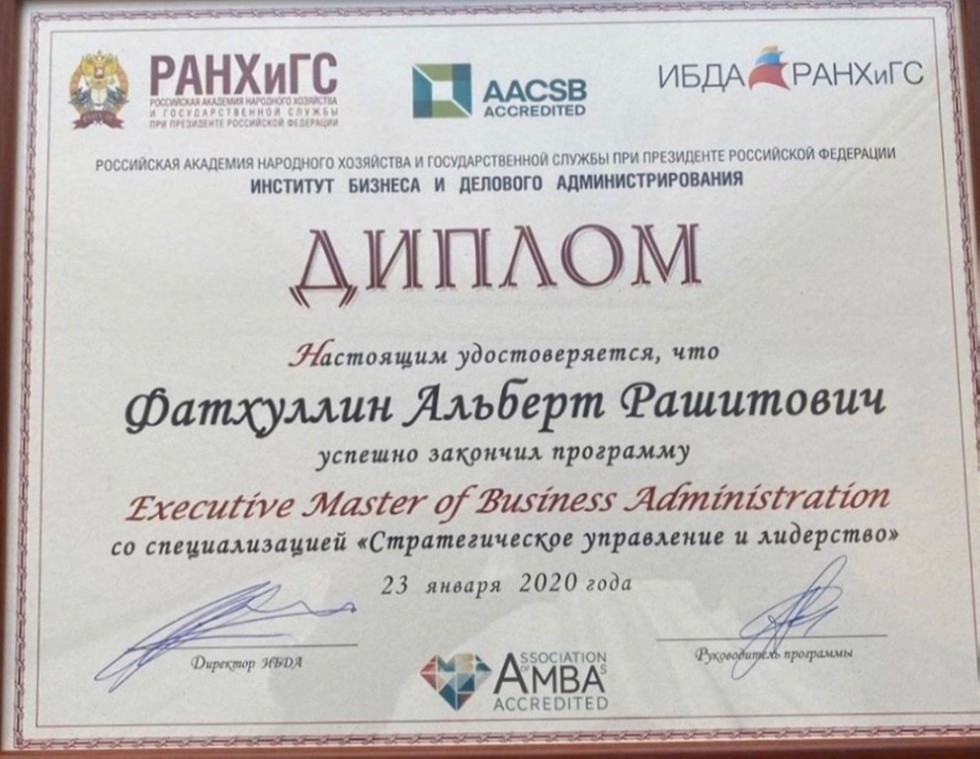 РАНХиГС
РОССИЙСКАЯ АКАДЕМИЯ НАРОДНОГО ХОЗЯЙСТВА
И ГОСУДАРСТВЕННОЙ СЛУЖБЫ
ПРИ ПРЕЗИДЕНТЕ РОССИЙСКОЙ ФЕДЕРАЦИИ
AACSB
ACCREDITED
ИБДА РАНХиГС
РОССИЙСКАЯ АКАДЕМИЯ НАРОДНОГО ХОЗЯЙСТВА И ГОСУДАРСТВЕННОЙ СЛУЖБЫ ПРИ ПРЕЗИДЕНТЕ РОССИЙСКОЙ ФЕДЕРАЦИИ
ИНСТИТУТ БИЗНЕСА И ДЕЛОВОГО АДМИНИСТРИРОВАНИЯ
ДИПЛОМ
Настоящим удостоверяется, что
Фатхуллин Альберт Рашитович
успешно закончил программу
Executive Master of Business Administration
со специализацией «Стратегическое управление и лидерство»
23 января 2020 года
Директор ИБДА
Руководитель программы
ASSOCIATION
OF AMBAs
ACCREDITED